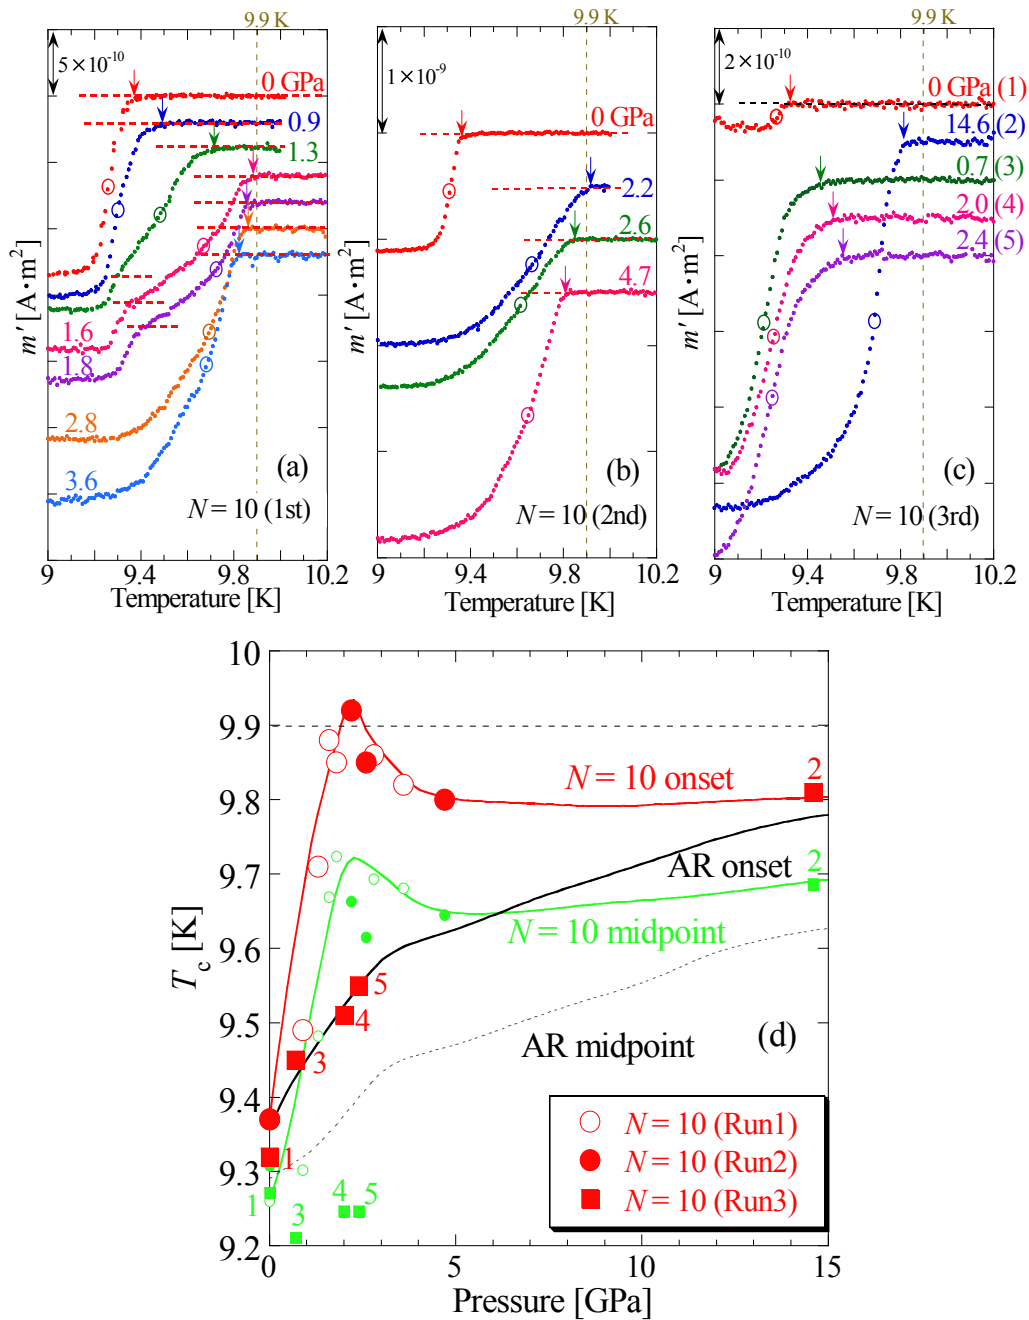 9.9 K
5×10⁻¹⁰
0 GPa
0.9
1.3
1.6
1.8
2.8
3.6
(a)
N = 10 (1st)
m′ [A·m²]
9 9.4 9.8 10.2
Temperature [K]
9.9 K
1×10⁻⁹
0 GPa
2.2
2.6
4.7
(b)
N = 10 (2nd)
9 9.4 9.8 10.2
Temperature [K]
9.9 K
2×10⁻¹⁰
0 GPa (1)
14.6 (2)
0.7 (3)
2.0 (4)
2.4 (5)
(c)
N = 10 (3rd)
m′ [A·m²]
9 9.4 9.8 10.2
Temperature [K]
10
9.9
9.8
9.7
9.6
9.5
9.4
9.3
9.2
T_c [K]
2
N = 10 onset
AR onset
2
N = 10 midpoint
5
4
3
AR midpoint
(d)
1
1
3
4
5
N = 10 (Run1)
N = 10 (Run2)
N = 10 (Run3)
0 5 10 15
Pressure [GPa]